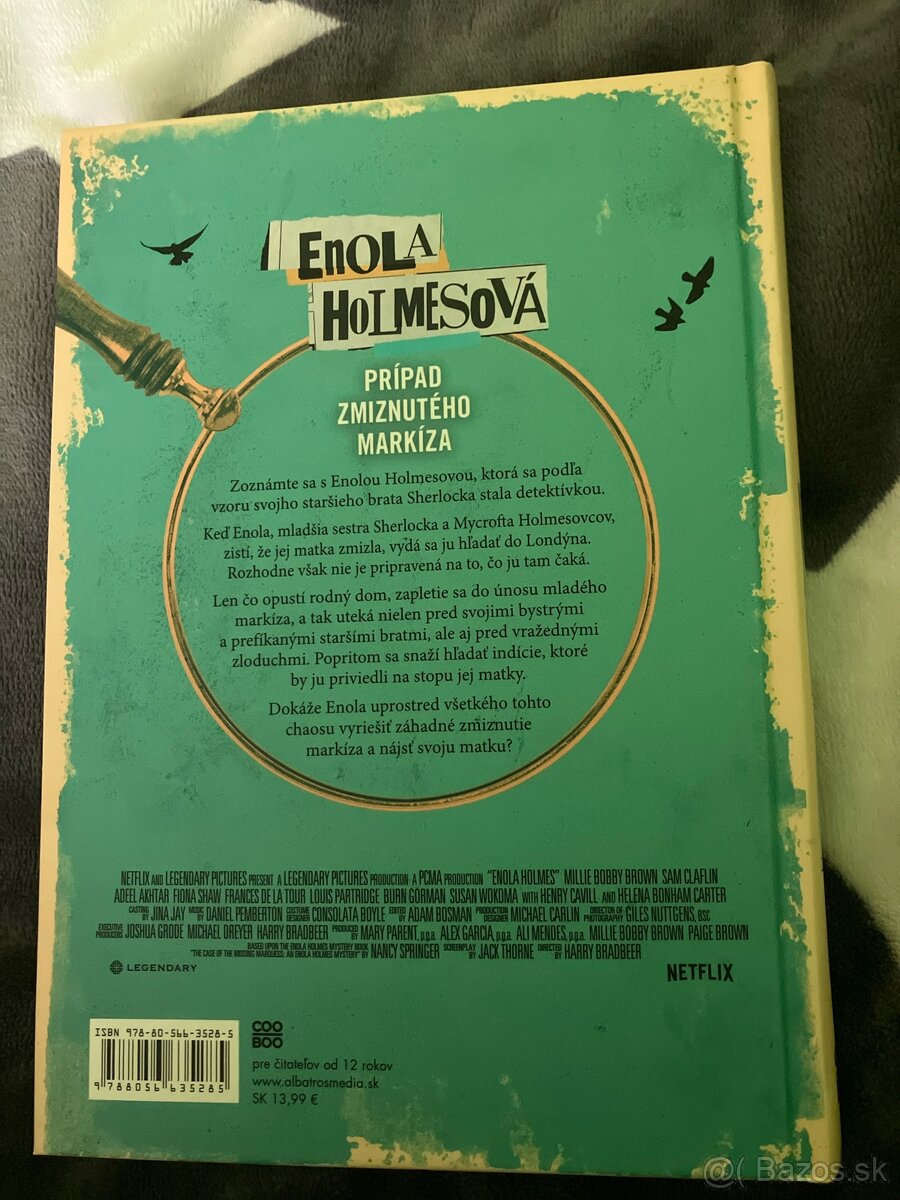 ENOLA
HOLMESOVÁ
PRÍPAD
ZMIZNUTÉHO
MARKÍZA
Zoznámte sa s Enolou Holmesovou, ktorá sa podľa
vzoru svojho staršieho brata Sherlocka stala detektívkou.
Keď Enola, mladšia sestra Sherlocka a Mycrofta Holmesovcov,
zistí, že jej matka zmizla, vydá sa ju hľadať do Londýna.
Rozhodne však nie je pripravená na to, čo ju tam čaká.
Len čo opustí rodný dom, zapletie sa do únosu mladého
markíza, a tak uteká nielen pred svojimi bystrými
a prefíkanými staršími bratmi, ale aj pred vražednými
zloduchmi. Popritom sa snaží hľadať indície, ktoré
by ju priviedli na stopu jej matky.
Dokáže Enola uprostred všetkého tohto
chaosu vyriešiť záhadné zmiznutie
markíza a nájsť svoju matku?
NETFLIX AND LEGENDARY PICTURES PRESENT A LEGENDARY PICTURES PRODUCTION A PCMA PRODUCTION "ENOLA HOLMES" MILLIE BOBBY BROWN SAM CLAFLIN
ADEEL AKHTAR FIONA SHAW FRANCES DE LA TOUR LOUIS PARTRIDGE BURN GORMAN SUSAN WOKOMA WITH HENRY CAVILL AND HELENA BONHAM CARTER
CASTING BY JINA JAY MUSIC BY DANIEL PEMBERTON COSTUME DESIGNER CONSOLATA BOYLE EDITED BY ADAM BOSMAN PRODUCTION DESIGNER MICHAEL CARLIN DIRECTOR OF PHOTOGRAPHY GILES NUTTGENS, BSC
EXECUTIVE PRODUCERS JOSHUA GRODE MICHAEL DREYER HARRY BRADBEER PRODUCED BY MARY PARENT, p.g.a. ALEX GARCIA, p.g.a. ALI MENDES, p.g.a. MILLIE BOBBY BROWN PAIGE BROWN
BASED UPON THE ENOLA HOLMES MYSTERY BOOK "THE CASE OF THE MISSING MARQUESS: AN ENOLA HOLMES MYSTERY" BY NANCY SPRINGER SCREENPLAY BY JACK THORNE DIRECTED BY HARRY BRADBEER
LEGENDARY
NETFLIX
ISBN 978-80-566-3528-5
9 788056 635285
COO
BOO
pre čitateľov od 12 rokov
www.albatrosmedia.sk
SK 13,99 €
@( Bazos.sk